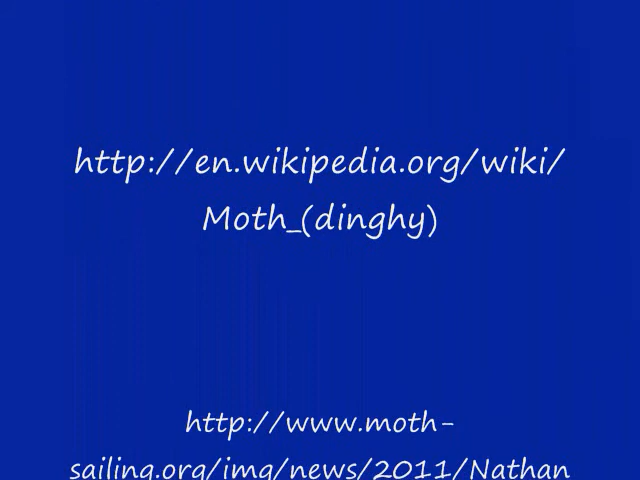 http://en.wikipedia.org/wiki/
Moth_(dinghy)
http://www.moth-
sailing.org/img/news/2011/Nathan